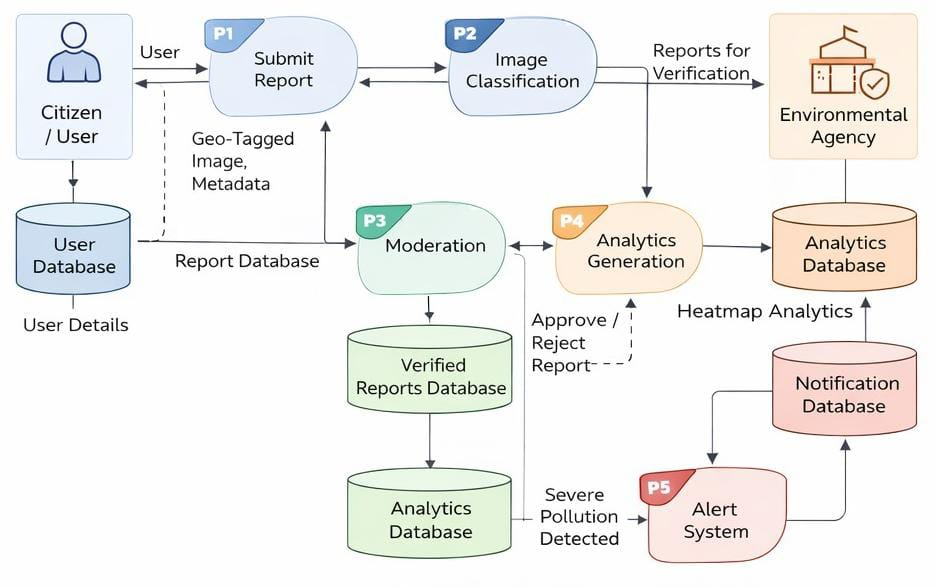 P1
P2
User
Submit
Report
Image
Classification
Reports for
Verification
Citizen
/ User
Environmental
Agency
Geo-Tagged
Image,
Metadata
P3
P4
User
Database
Report Database
Moderation
Analytics
Generation
Analytics
Database
User Details
Approve /
Reject
Report
Heatmap Analytics
Verified
Reports Database
Notification
Database
P5
Analytics
Database
Severe
Pollution
Detected
Alert
System